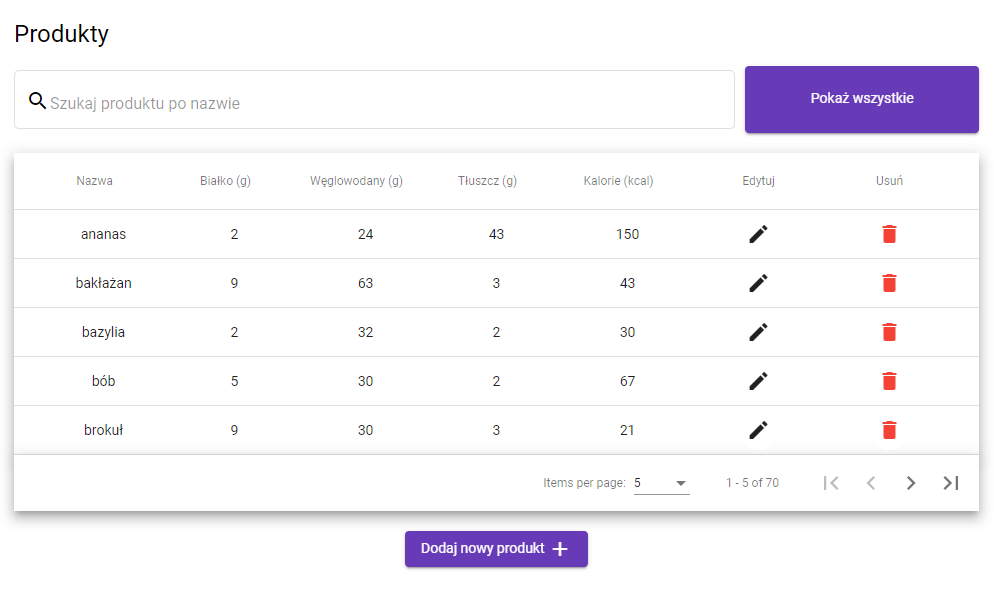 Produkty
Szukaj produktu po nazwie
Pokaż wszystkie
Nazwa Białko (g) Węglowodany (g) Tłuszcz (g) Kalorie (kcal) Edytuj Usuń
ananas 2 24 43 150
bakłażan 9 63 3 43
bazylia 2 32 2 30
bób 5 30 2 67
brokuł 9 30 3 21
Items per page: 5 1 - 5 of 70
Dodaj nowy produkt